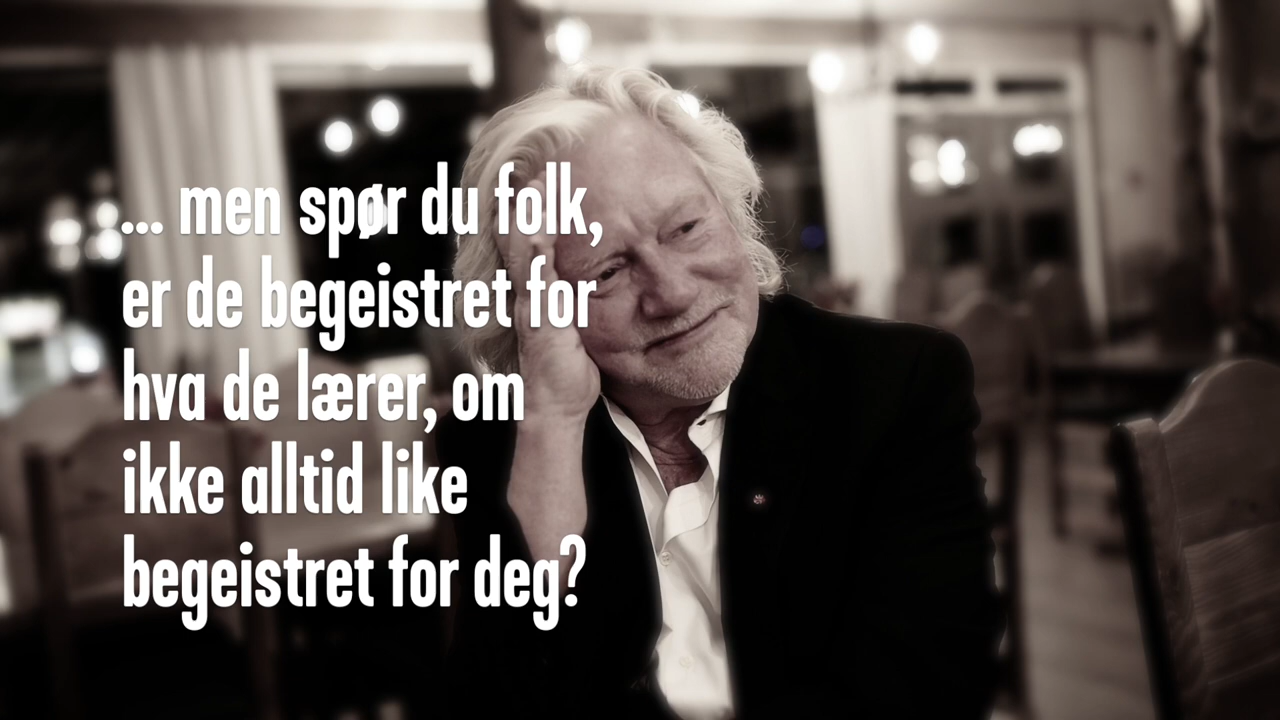 ... men spør du folk,
er de begeistret for
hva de lærer, om
ikke alltid like
begeistret for deg?